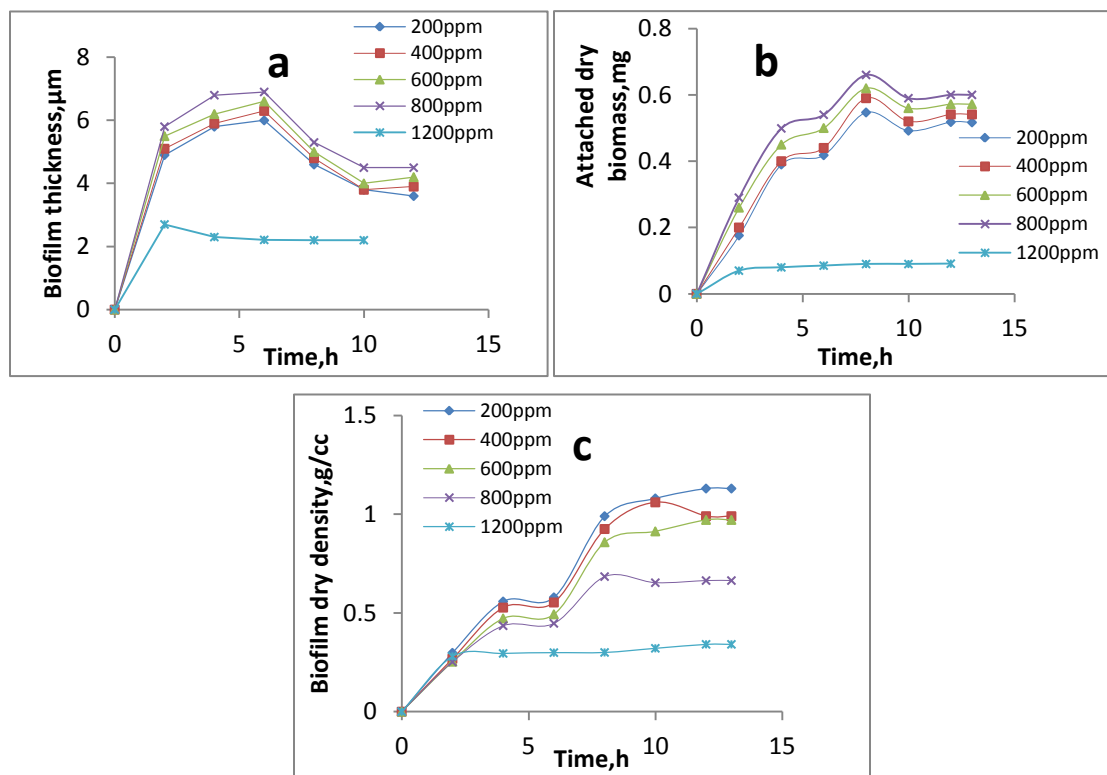 a
200ppm
400ppm
600ppm
800ppm
1200ppm
Biofilm thickness,µm
8
6
4
2
0
0 5 10 15
Time,h
b
200ppm
400ppm
600ppm
800ppm
1200ppm
Attached dry
biomass,mg
0.8
0.6
0.4
0.2
0
0 5 10 15
Time,h
c
200ppm
400ppm
600ppm
800ppm
1200ppm
Biofilm dry density,g/cc
1.5
1
0.5
0
0 5 10 15
Time,h